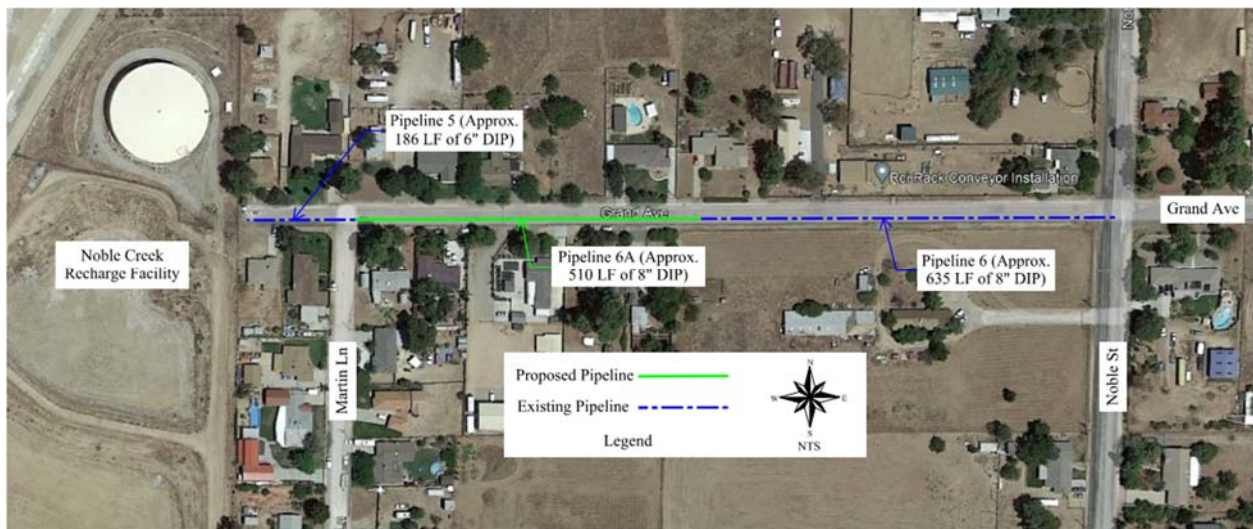 Pipeline 5 (Approx.
186 LF of 6" DIP)
Rci Rack Conveyor Installation
Grand Ave
Grand Ave
Noble Creek
Recharge Facility
Pipeline 6A (Approx.
510 LF of 8" DIP)
Pipeline 6 (Approx.
635 LF of 8" DIP)
Martin Ln
Noble St
Proposed Pipeline
Existing Pipeline
Legend
N
W
E
S
NTS